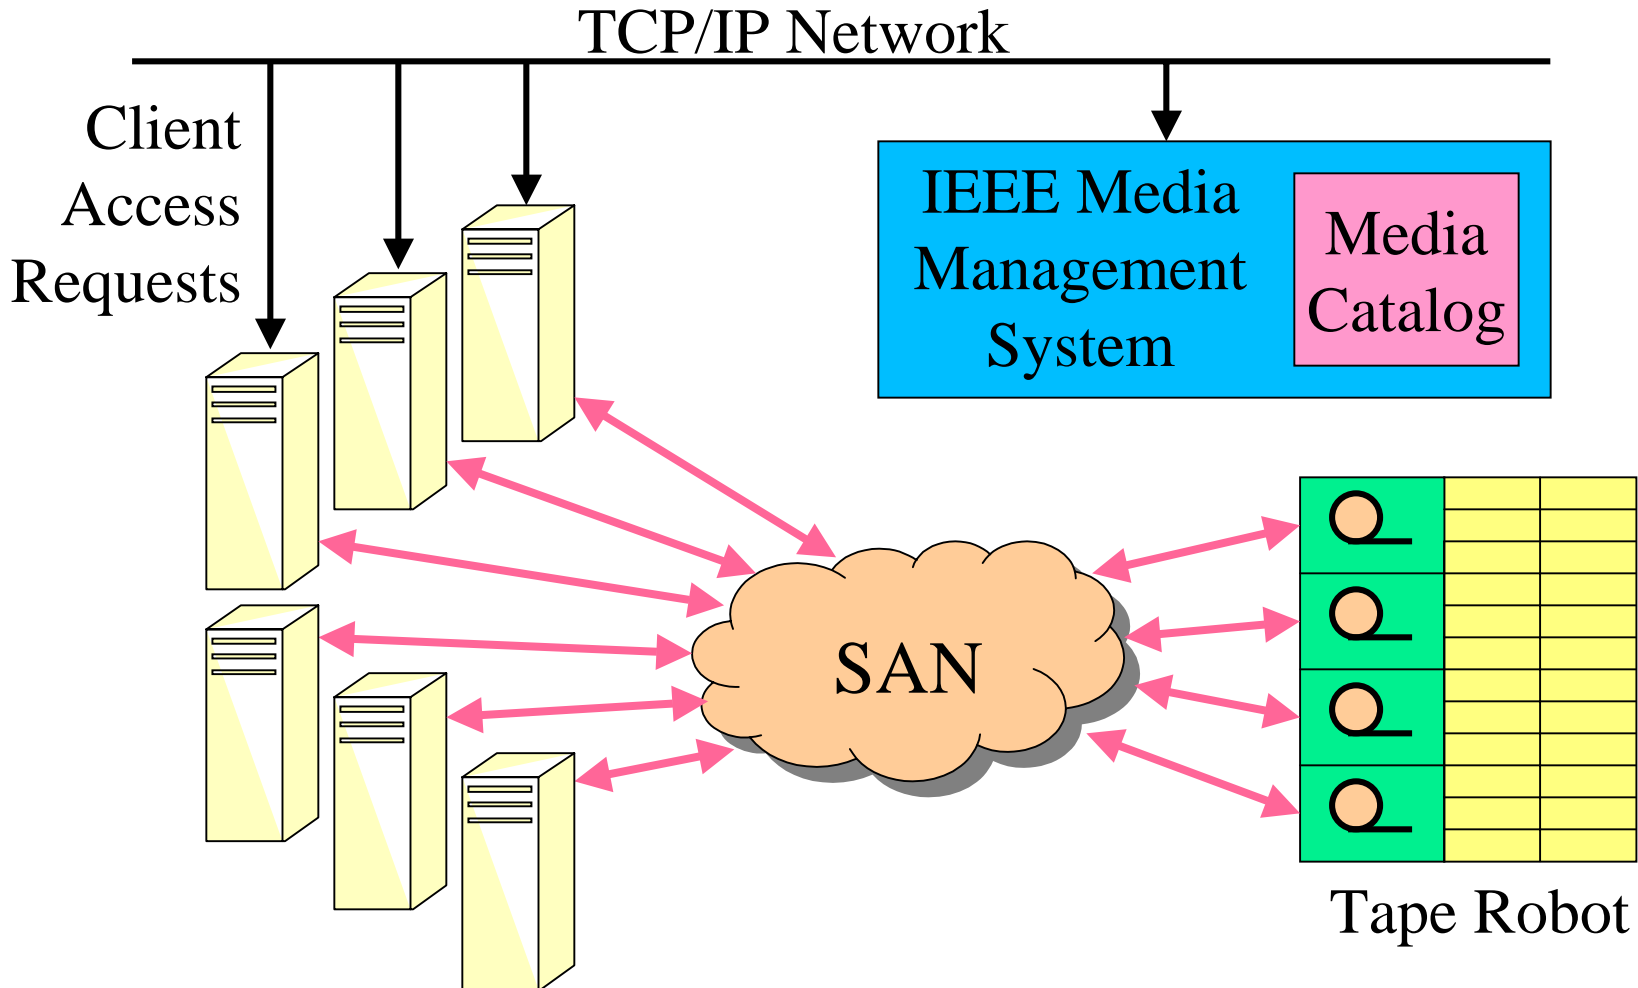 TCP/IP Network
Client
Access
Requests
IEEE Media
Management
System
Media
Catalog
SAN
Tape Robot